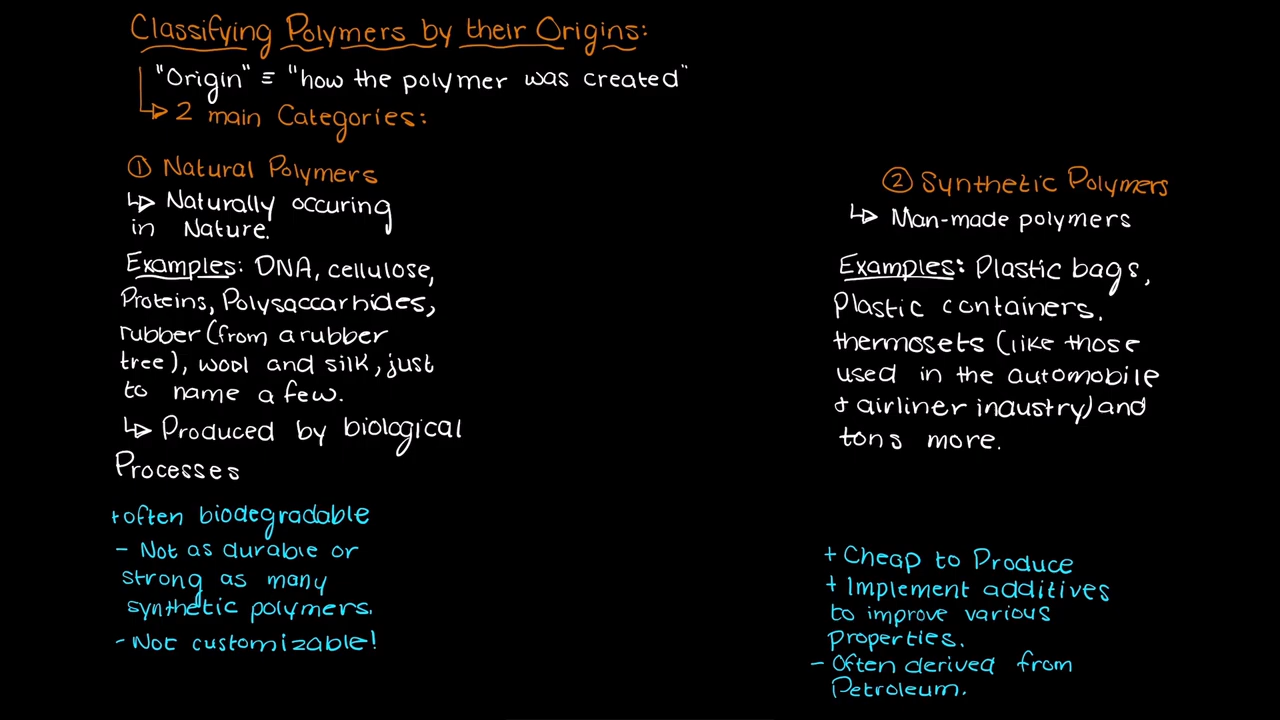 Classifying Polymers by their Origins:
"Origin" ≡ "how the polymer was created"
↳ 2 main Categories:
① Natural Polymers
↳ Naturally occuring
in Nature.
Examples: DNA, cellulose,
Proteins, Polysaccarhides,
rubber (from a rubber
tree), wool and silk, just
to name a few.
↳ Produced by biological
Processes
+ often biodegradable
- Not as durable or
strong as many
synthetic polymers.
- Not customizable!
② Synthetic Polymers
↳ Man-made polymers
Examples: Plastic bags,
Plastic containers,
thermosets (like those
used in the automobile
+ airliner industry) and
tons more.
+ Cheap to Produce
+ Implement additives
to improve various
properties.
- Often derived from
Petroleum.